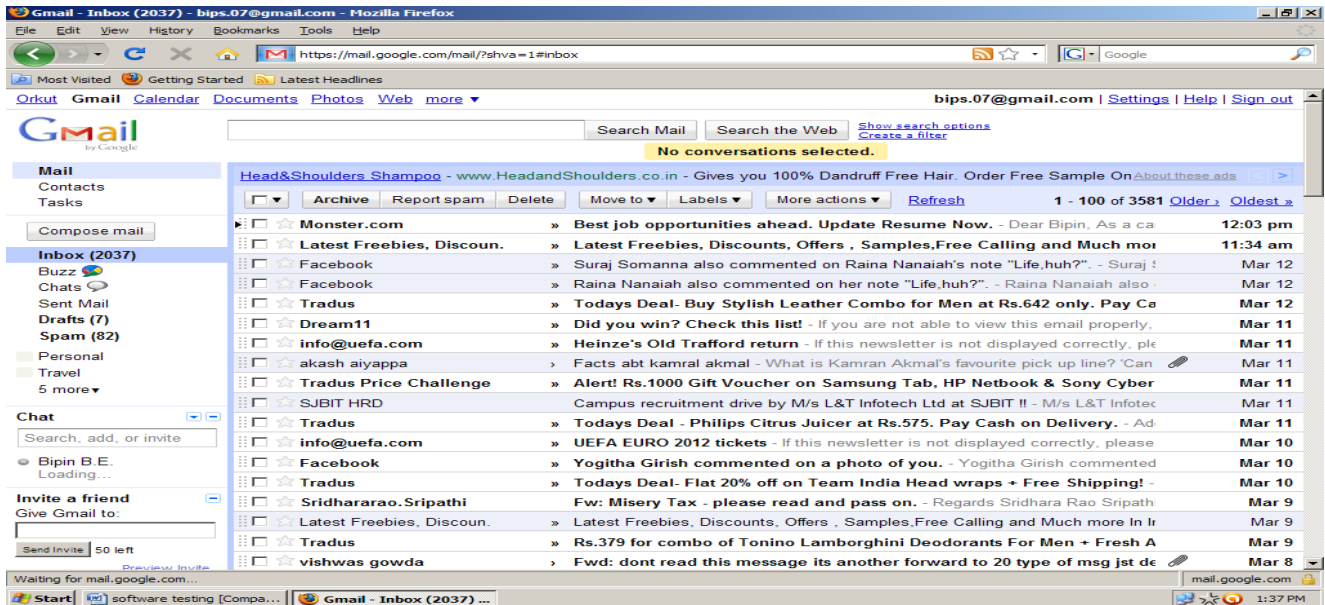 Gmail - Inbox (2037) - bips.07@gmail.com - Mozilla Firefox
File Edit View History Bookmarks Tools Help
https://mail.google.com/mail/?shva=1#inbox
Google
Most Visited Getting Started Latest Headlines
Orkut Gmail Calendar Documents Photos Web more ▼
bips.07@gmail.com | Settings | Help | Sign out
Gmail
by Google
Search Mail Search the Web Show search options
Create a filter
No conversations selected.
Mail
Contacts
Tasks
Compose mail
Inbox (2037)
Buzz
Chats
Sent Mail
Drafts (7)
Spam (82)
Personal
Travel
5 more▼
Chat
Search, add, or invite
Bipin B.E.
Loading...
Invite a friend
Give Gmail to:
Send Invite 50 left
Preview Invite
Head&Shoulders Shampoo - www.HeadandShoulders.co.in - Gives you 100% Dandruff Free Hair. Order Free Sample On About these ads < >
Archive Report spam Delete Move to ▼ Labels ▼ More actions ▼ Refresh 1 - 100 of 3581 Older › Oldest »
Monster.com » Best job opportunities ahead. Update Resume Now. - Dear Bipin, As a ca 12:03 pm
Latest Freebies, Discoun. » Latest Freebies, Discounts, Offers , Samples,Free Calling and Much mor 11:34 am
Facebook » Suraj Somanna also commented on Raina Nanaiah's note "Life,huh?". - Suraj Mar 12
Facebook » Raina Nanaiah also commented on her note "Life,huh?". - Raina Nanaiah also Mar 12
Tradus » Todays Deal- Buy Stylish Leather Combo for Men at Rs.642 only. Pay Ca Mar 12
Dream11 » Did you win? Check this list! - If you are not able to view this email properly, Mar 11
info@uefa.com » Heinze's Old Trafford return - If this newsletter is not displayed correctly, ple Mar 11
akash aiyappa › Facts abt kamral akmal - What is Kamran Akmal's favourite pick up line? 'Can Mar 11
Tradus Price Challenge » Alert! Rs.1000 Gift Voucher on Samsung Tab, HP Netbook & Sony Cyber Mar 11
SJBIT HRD Campus recruitment drive by M/s L&T Infotech Ltd at SJBIT !! - M/s L&T Infotec Mar 11
Tradus » Todays Deal - Philips Citrus Juicer at Rs.575. Pay Cash on Delivery. - Ad Mar 11
info@uefa.com » UEFA EURO 2012 tickets - If this newsletter is not displayed correctly, please Mar 10
Facebook » Yogitha Girish commented on a photo of you. - Yogitha Girish commented Mar 10
Tradus » Todays Deal- Flat 20% off on Team India Head wraps + Free Shipping! - Mar 10
Sridhararao.Sripathi Fw: Misery Tax - please read and pass on. - Regards Sridhara Rao Sripath Mar 9
Latest Freebies, Discoun. » Latest Freebies, Discounts, Offers , Samples,Free Calling and Much more In Ir Mar 9
Tradus » Rs.379 for combo of Tonino Lamborghini Deodorants For Men + Fresh A Mar 9
vishwas gowda › Fwd: dont read this message its another forward to 20 type of msg jst de Mar 8
Waiting for mail.google.com...
mail.google.com
Start software testing [Compa... Gmail - Inbox (2037) ... 1:37 PM